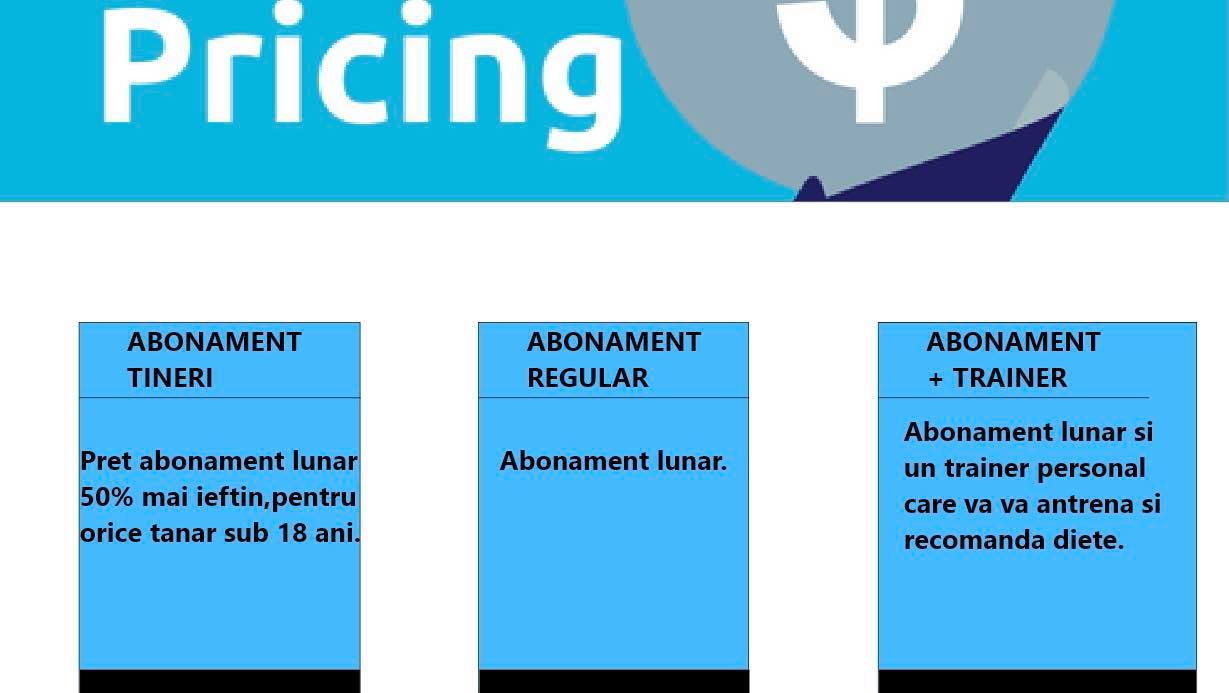 Pricing
$
ABONAMENT
TINERI
Pret abonament lunar
50% mai ieftin,pentru
orice tanar sub 18 ani.
ABONAMENT
REGULAR
Abonament lunar.
ABONAMENT
+ TRAINER
Abonament lunar si
un trainer personal
care va va antrena si
recomanda diete.